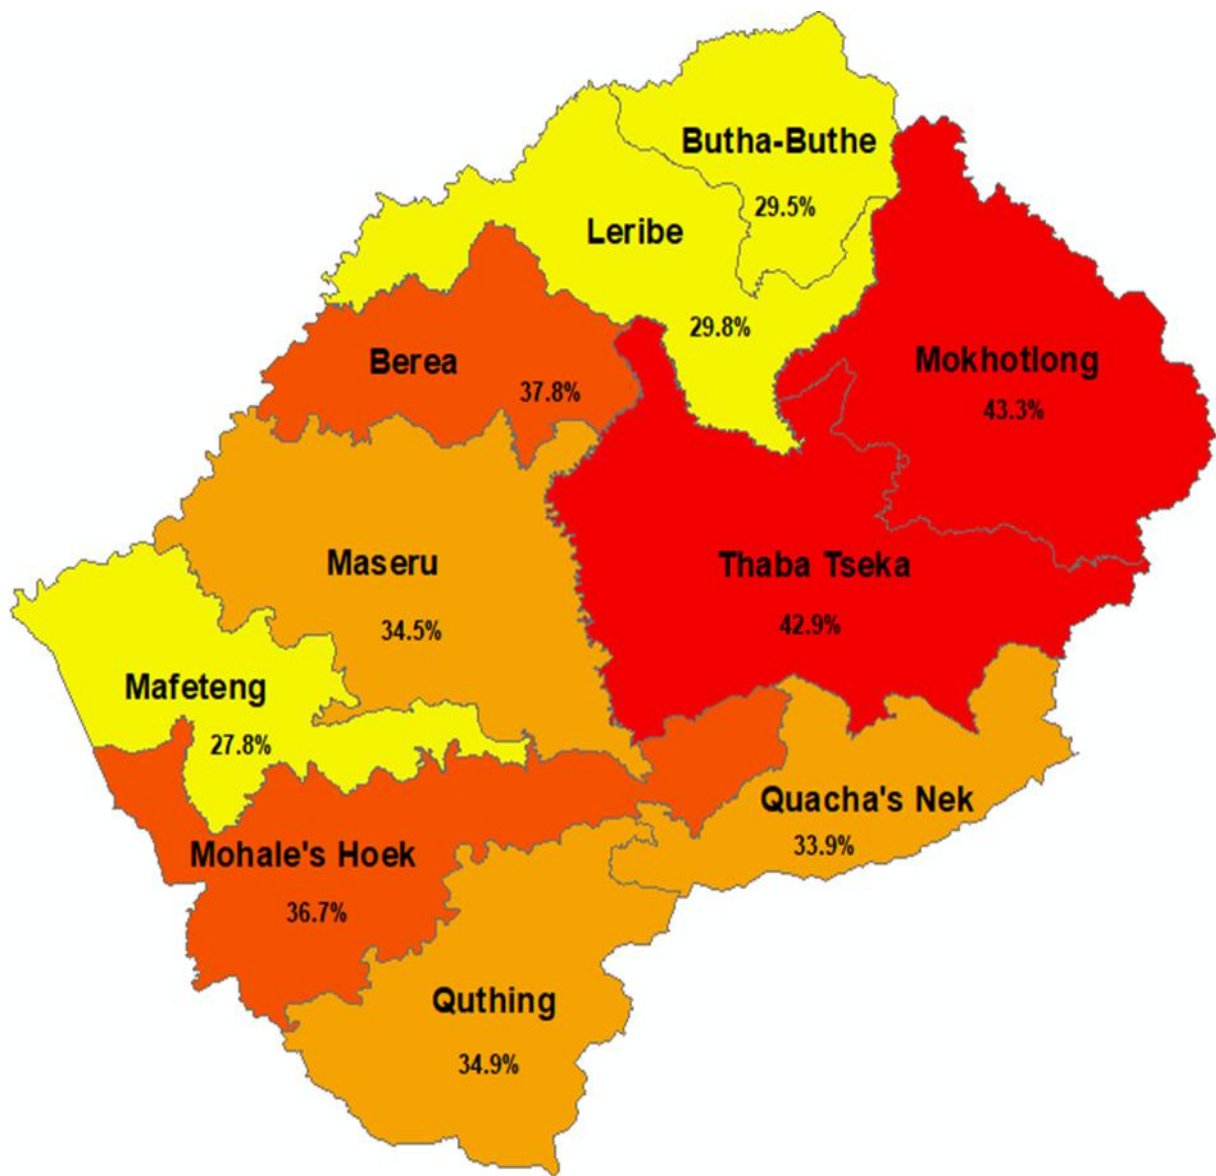 Butha-Buthe
29.5%
Leribe
29.8%
Berea
37.8%
Mokhotlong
43.3%
Maseru
34.5%
Thaba Tseka
42.9%
Mafeteng
27.8%
Quacha's Nek
33.9%
Mohale's Hoek
36.7%
Quthing
34.9%